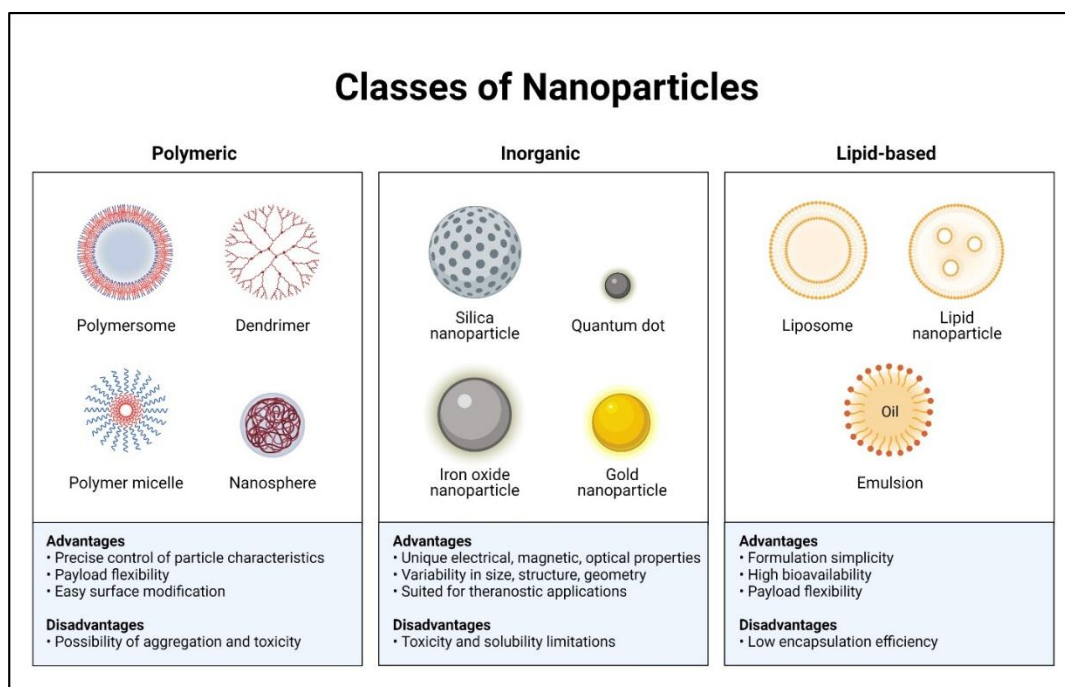 Classes of Nanoparticles
Polymeric
Polymersome
Dendrimer
Polymer micelle
Nanosphere
Advantages
• Precise control of particle characteristics
• Payload flexibility
• Easy surface modification
Disadvantages
• Possibility of aggregation and toxicity
Inorganic
Silica
nanoparticle
Quantum dot
Iron oxide
nanoparticle
Gold
nanoparticle
Advantages
• Unique electrical, magnetic, optical properties
• Variability in size, structure, geometry
• Suited for theranostic applications
Disadvantages
• Toxicity and solubility limitations
Lipid-based
Liposome
Lipid
nanoparticle
Oil
Emulsion
Advantages
• Formulation simplicity
• High bioavailability
• Payload flexibility
Disadvantages
• Low encapsulation efficiency